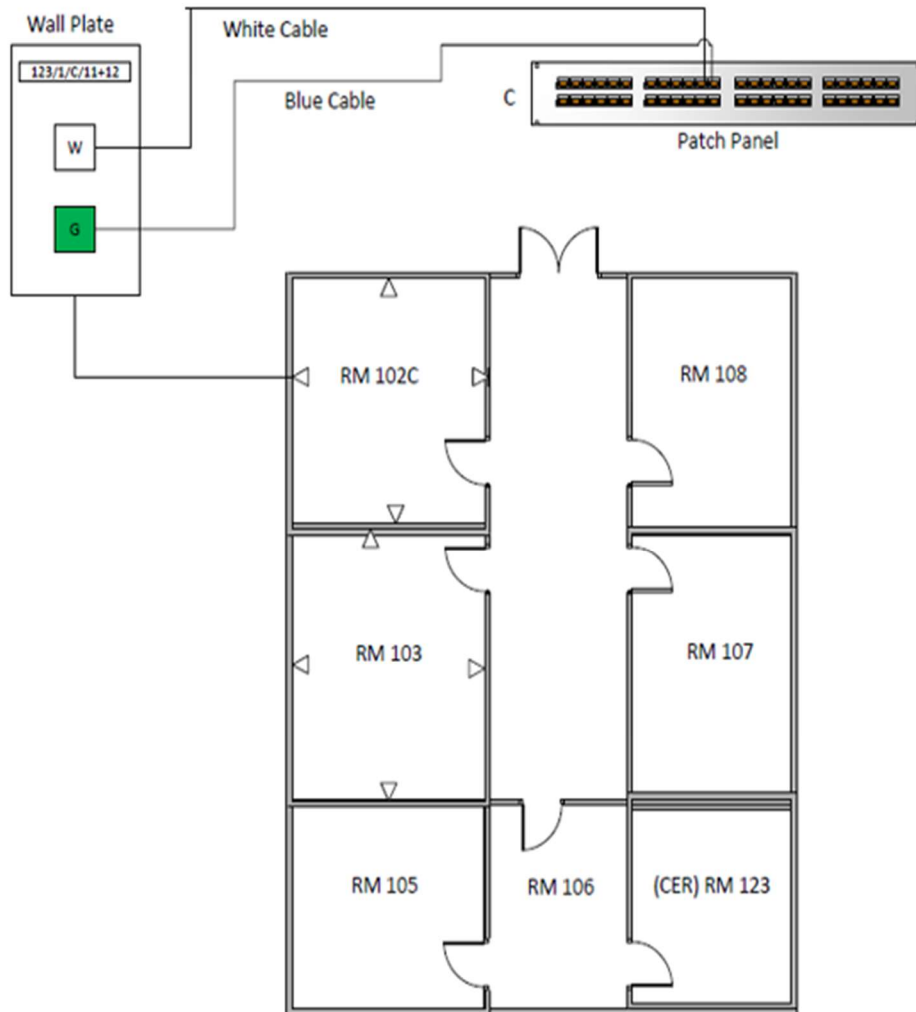 Wall Plate
123/1/C/11+12
W
G
White Cable
Blue Cable
C
Patch Panel
RM 102C
RM 108
RM 103
RM 107
RM 105
RM 106
(CER) RM 123